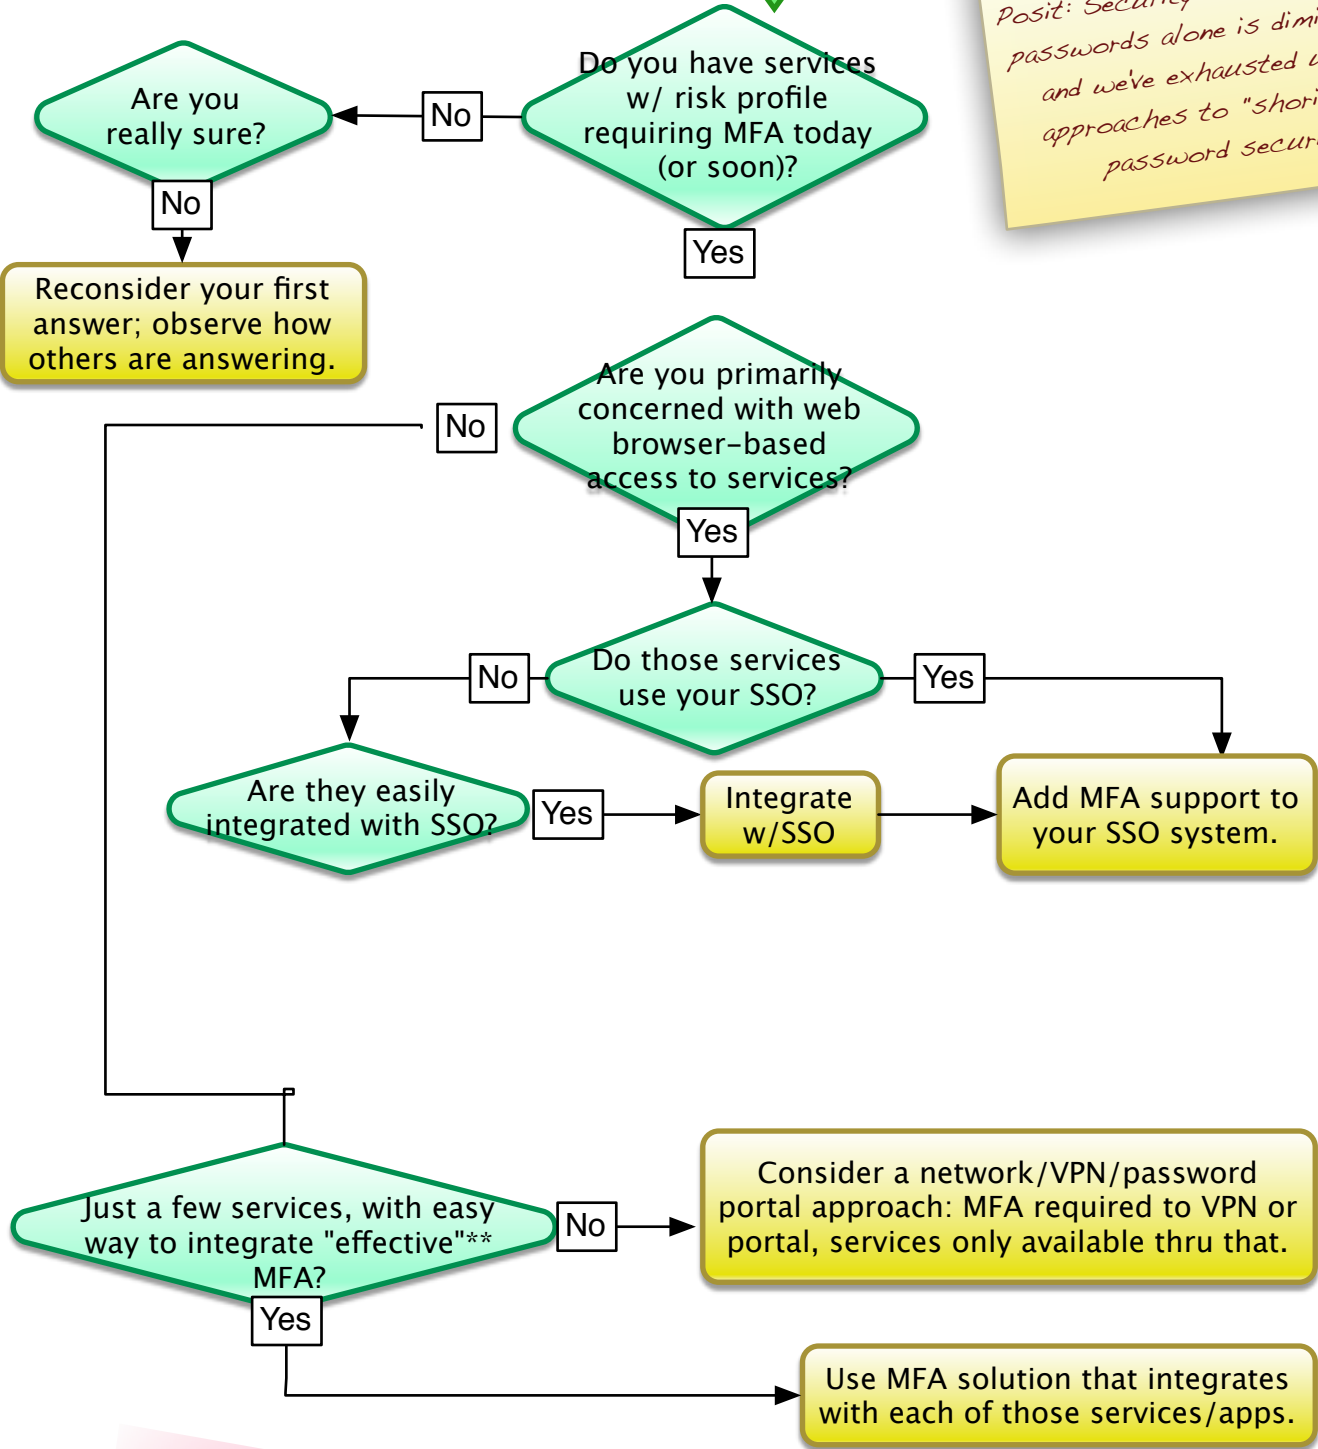 Posit: Security
passwords alone is
and we've exhausted
approaches to
password
Do you have services
w/ risk profile
requiring MFA today
(or soon)?
No
Are you
really sure?
No
Reconsider your first
answer; observe how
others are answering.
Yes
Are you primarily
concerned with web
browser-based
access to services?
No
Yes
Do those services
use your SSO?
No
Yes
Are they easily
integrated with SSO?
Yes
Integrate
w/SSO
Add MFA support to
your SSO system.
Just a few services, with easy
way to integrate "effective"**
MFA?
No
Consider a network/VPN/password
portal approach: MFA required to VPN or
portal, services only available thru that.
Yes
Use MFA solution that integrates
with each of those services/apps.